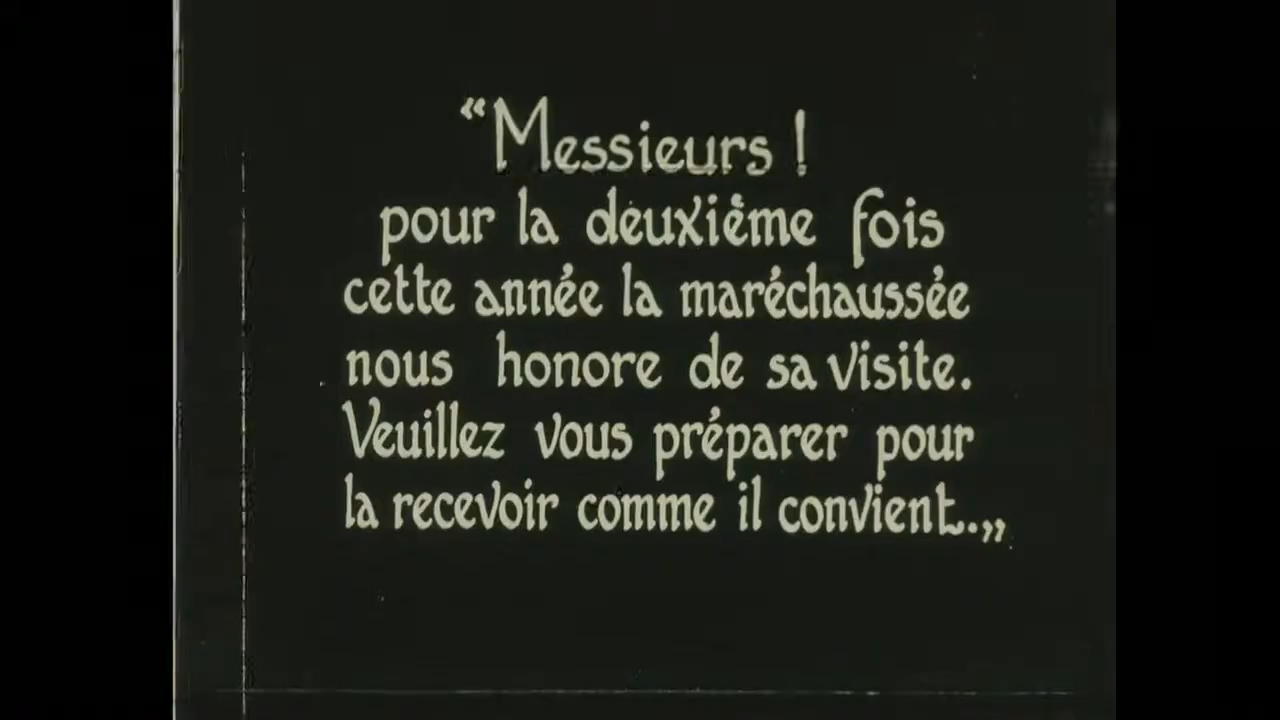 “Messieurs !
pour la deuxième fois
cette année la maréchaussée
nous honore de sa visite.
Veuillez vous préparer pour
la recevoir comme il convient.„